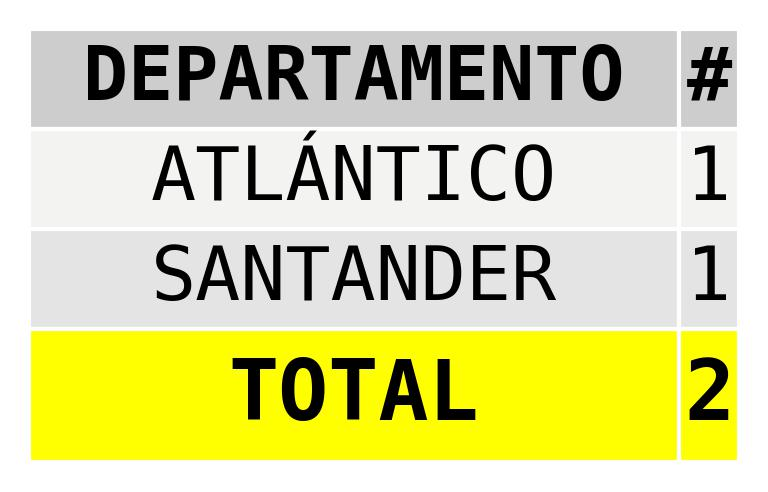 DEPARTAMENTO #
ATLÁNTICO 1
SANTANDER 1
TOTAL 2